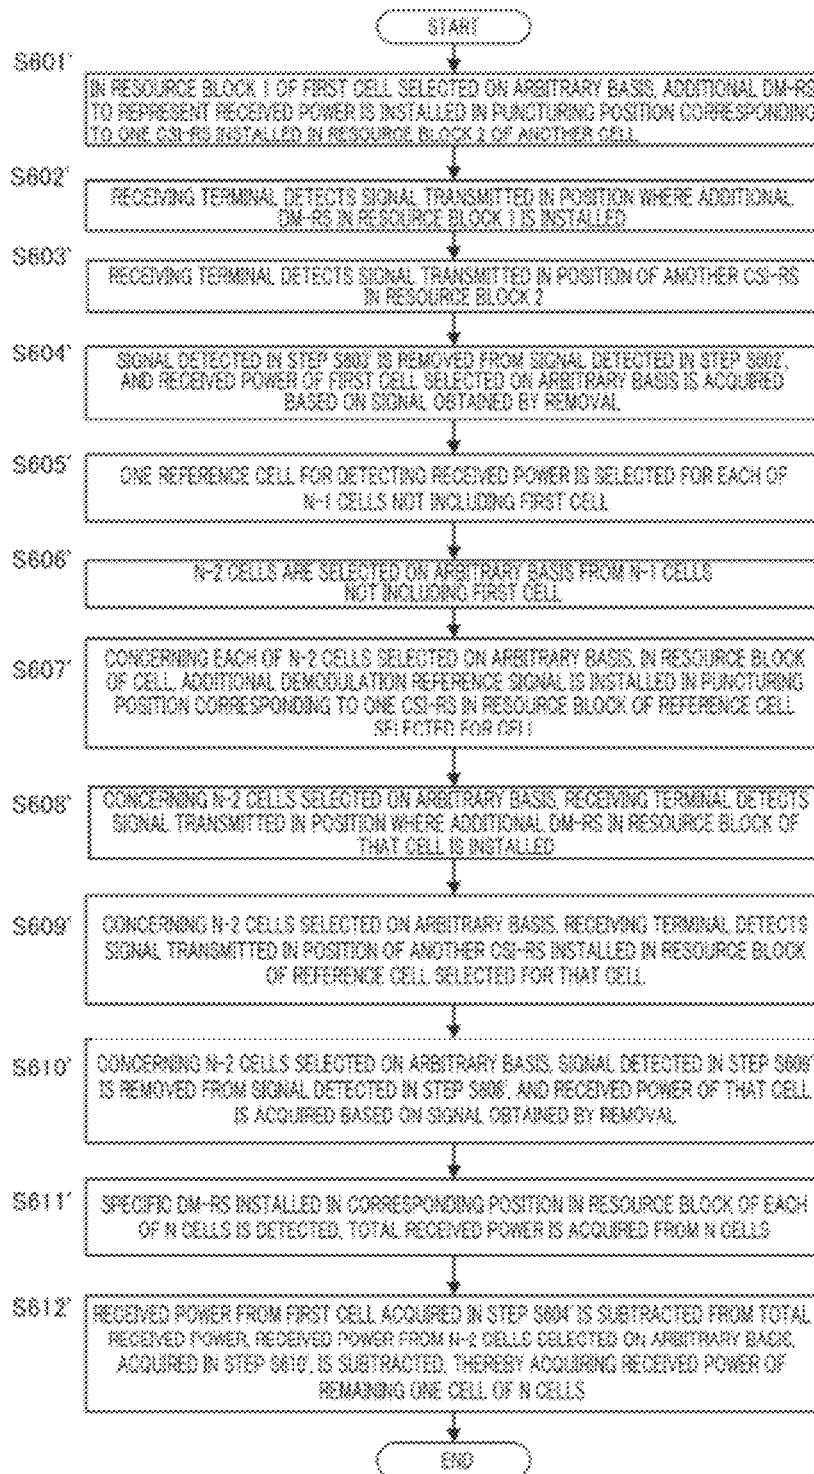 START
S601'
IN RESOURCE BLOCK 1 OF FIRST CELL SELECTED ON ARBITRARY BASIS, ADDITIONAL DM-RS
TO REPRESENT RECEIVED POWER IS INSTALLED IN PUNCTURING POSITION CORRESPONDING
TO ONE CSI-RS INSTALLED IN RESOURCE BLOCK 2 OF ANOTHER CELL
S602'
RECEIVING TERMINAL DETECTS SIGNAL TRANSMITTED IN POSITION WHERE ADDITIONAL
DM-RS IN RESOURCE BLOCK 1 IS INSTALLED
S603'
RECEIVING TERMINAL DETECTS SIGNAL TRANSMITTED IN POSITION OF ANOTHER CSI-RS
IN RESOURCE BLOCK 2
S604'
SIGNAL DETECTED IN STEP S603' IS REMOVED FROM SIGNAL DETECTED IN STEP S602',
AND RECEIVED POWER OF FIRST CELL SELECTED ON ARBITRARY BASIS IS ACQUIRED
BASED ON SIGNAL OBTAINED BY REMOVAL
S605'
ONE REFERENCE CELL FOR DETECTING RECEIVED POWER IS SELECTED FOR EACH OF
N-1 CELLS NOT INCLUDING FIRST CELL
S606'
N-2 CELLS ARE SELECTED ON ARBITRARY BASIS FROM N-1 CELLS
NOT INCLUDING FIRST CELL
S607'
CONCERNING EACH OF N-2 CELLS SELECTED ON ARBITRARY BASIS, IN RESOURCE BLOCK
OF CELL, ADDITIONAL DEMODULATION REFERENCE SIGNAL IS INSTALLED IN PUNCTURING
POSITION CORRESPONDING TO ONE CSI-RS IN RESOURCE BLOCK OF REFERENCE CELL
SELECTED FOR CELL
S608'
CONCERNING N-2 CELLS SELECTED ON ARBITRARY BASIS, RECEIVING TERMINAL DETECTS
SIGNAL TRANSMITTED IN POSITION WHERE ADDITIONAL DM-RS IN RESOURCE BLOCK OF
THAT CELL IS INSTALLED
S609'
CONCERNING N-2 CELLS SELECTED ON ARBITRARY BASIS, RECEIVING TERMINAL DETECTS
SIGNAL TRANSMITTED IN POSITION OF ANOTHER CSI-RS INSTALLED IN RESOURCE BLOCK
OF REFERENCE CELL SELECTED FOR THAT CELL
S610'
CONCERNING N-2 CELLS SELECTED ON ARBITRARY BASIS, SIGNAL DETECTED IN STEP S609'
IS REMOVED FROM SIGNAL DETECTED IN STEP S608', AND RECEIVED POWER OF THAT CELL
IS ACQUIRED BASED ON SIGNAL OBTAINED BY REMOVAL
S611'
SPECIFIC DM-RS INSTALLED IN CORRESPONDING POSITION IN RESOURCE BLOCK OF EACH
OF N CELLS IS DETECTED, TOTAL RECEIVED POWER IS ACQUIRED FROM N CELLS
S612'
RECEIVED POWER FROM FIRST CELL ACQUIRED IN STEP S604' IS SUBTRACTED FROM TOTAL
RECEIVED POWER, RECEIVED POWER FROM N-2 CELLS SELECTED ON ARBITRARY BASIS,
ACQUIRED IN STEP S610', IS SUBTRACTED, THEREBY ACQUIRING RECEIVED POWER OF
REMAINING ONE CELL OF N CELLS
END